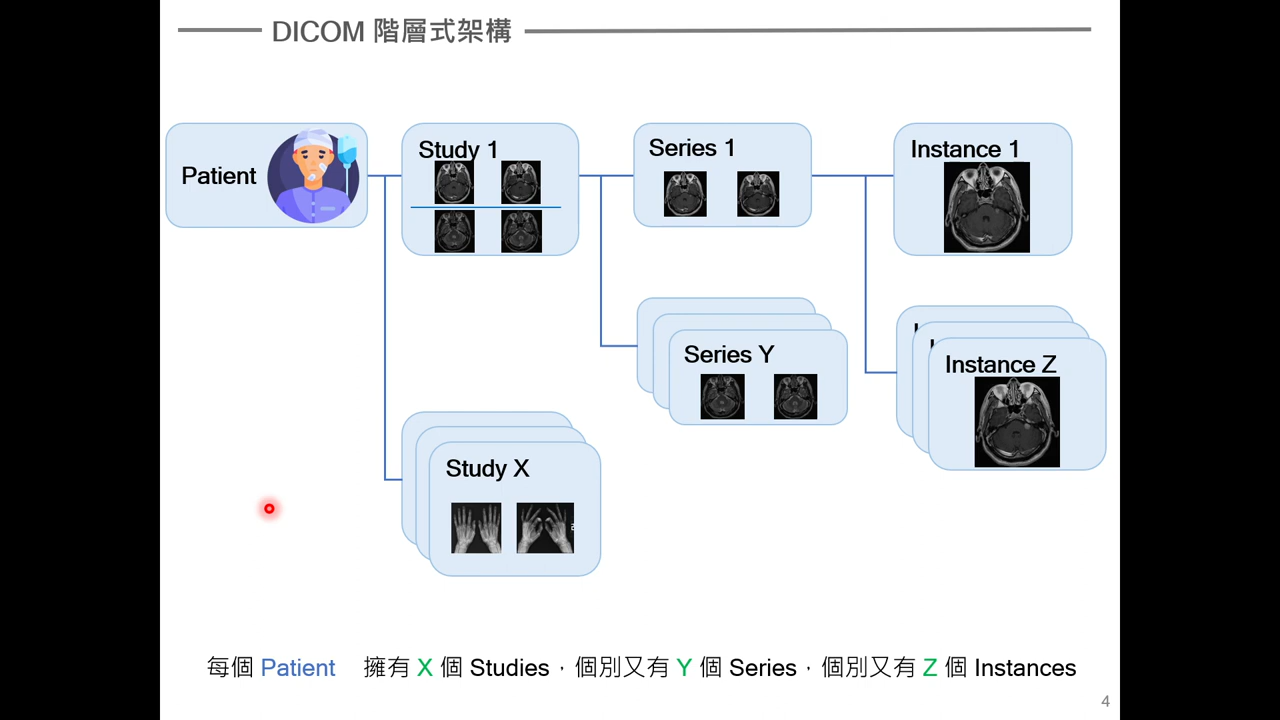 DICOM 階層式架構
Patient
Study 1
Series 1
Instance 1
Series Y
Instance Z
Study X
每個 Patient 擁有 X 個 Studies，個別又有 Y 個 Series，個別又有 Z 個 Instances
4